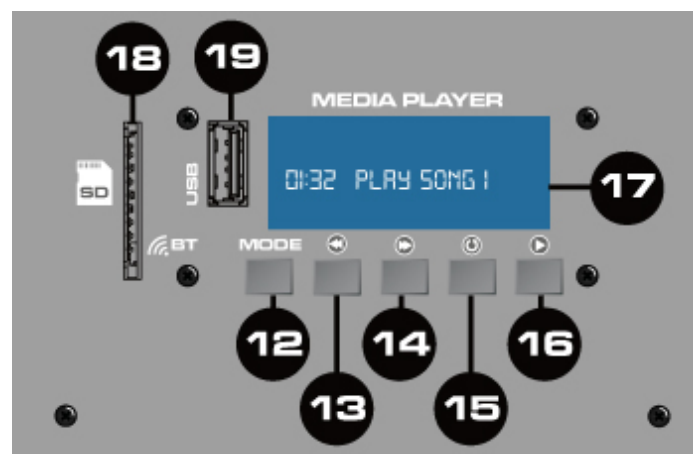 18
19
MEDIA PLAYER
SD
USB
01:32 PLAY SONG 1
17
BT
MODE
12
14
16
13
15